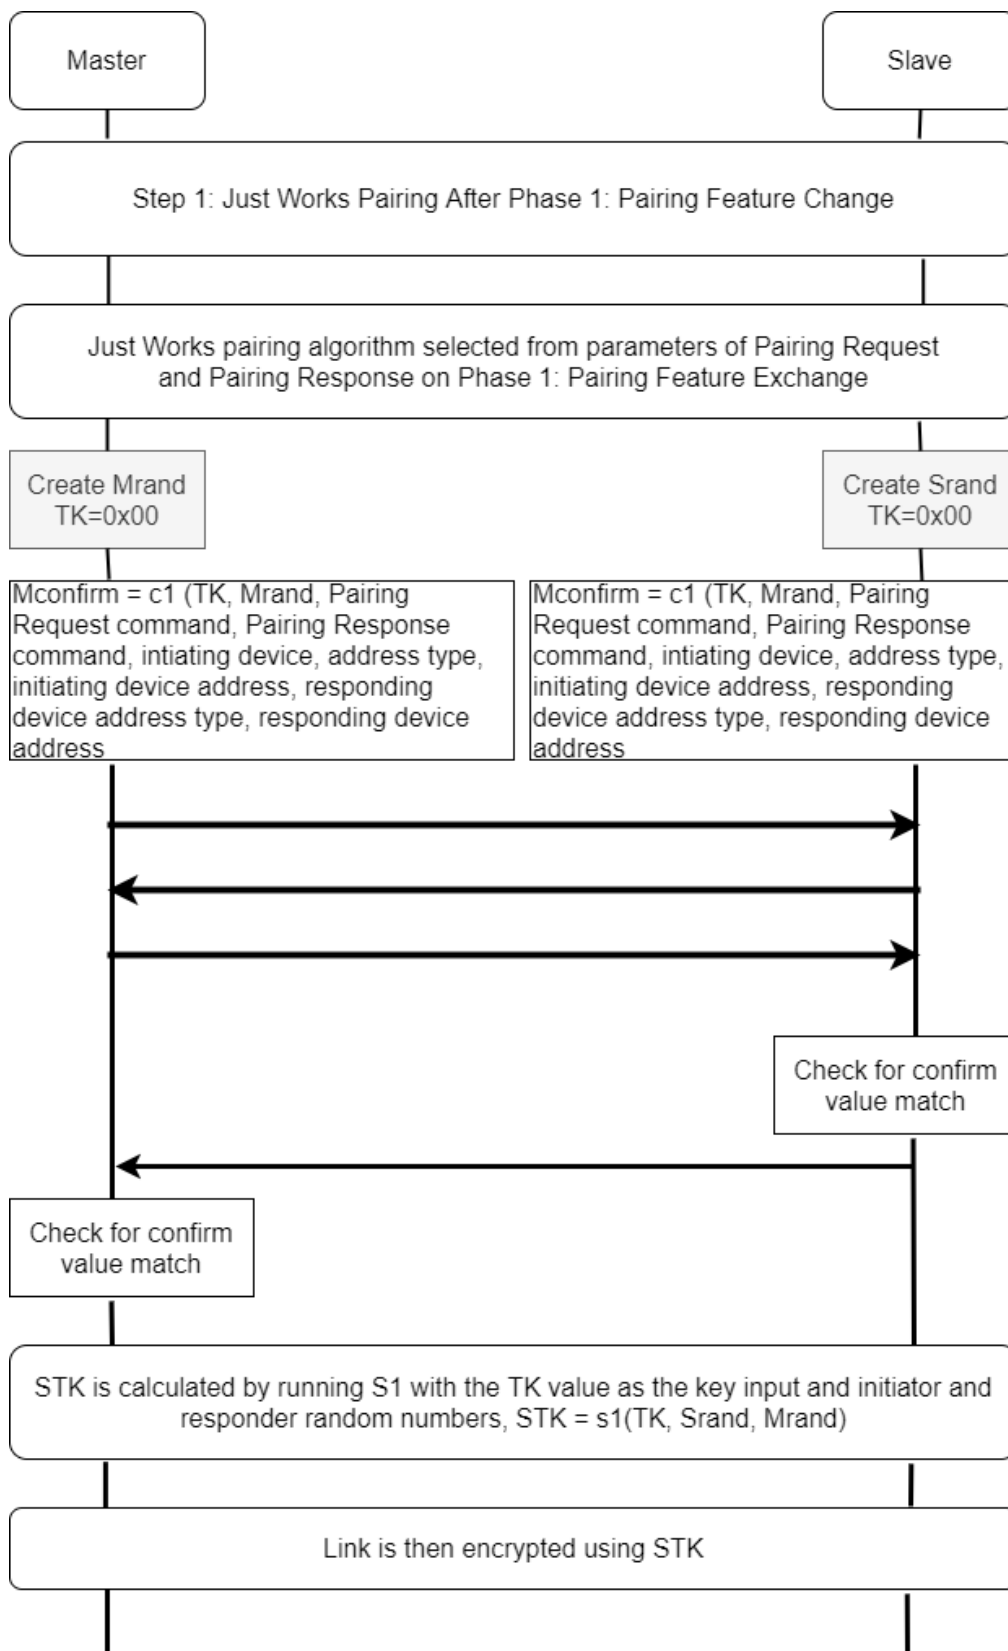 Master
Slave
Step 1: Just Works Pairing After Phase 1: Pairing Feature Change
Just Works pairing algorithm selected from parameters of Pairing Request
and Pairing Response on Phase 1: Pairing Feature Exchange
Create Mrand
TK=0x00
Create Srand
TK=0x00
Mconfirm = c1 (TK, Mrand, Pairing
Request command, Pairing Response
command, intiating device, address type,
initiating device address, responding
device address type, responding device
address
Mconfirm = c1 (TK, Mrand, Pairing
Request command, Pairing Response
command, intiating device, address type,
initiating device address, responding
device address type, responding device
address
Check for confirm
value match
Check for confirm
value match
STK is calculated by running S1 with the TK value as the key input and initiator and
responder random numbers, STK = s1(TK, Srand, Mrand)
Link is then encrypted using STK